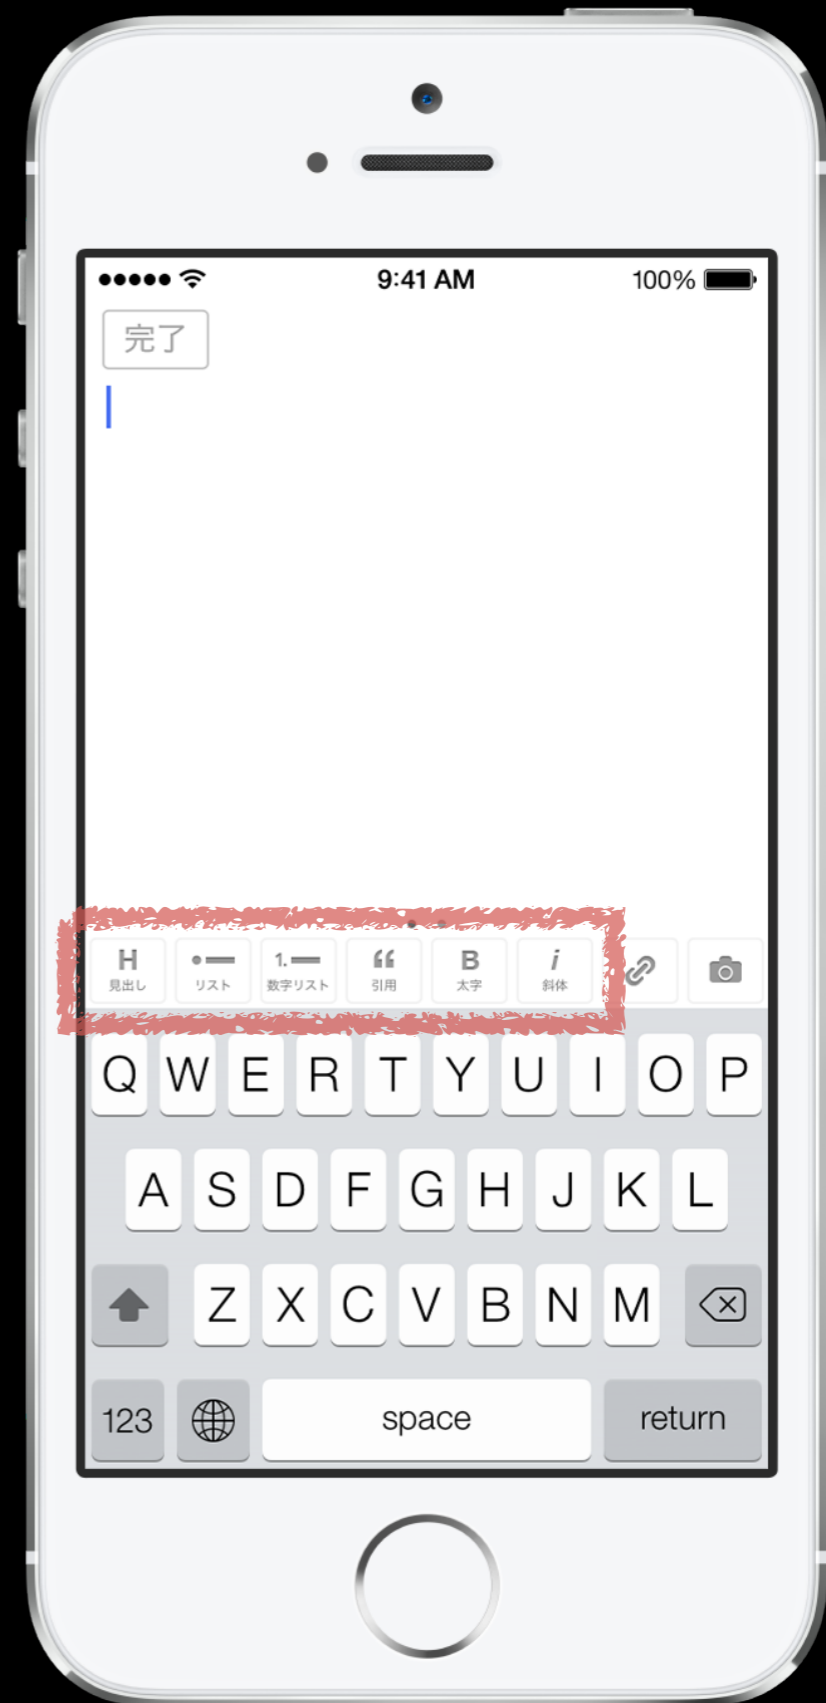 9:41 AM 100%
完了
H 1. “ B i
見出し リスト 数字リスト 引用 太字 斜体
Q W E R T Y U I O P
A S D F G H J K L
Z X C V B N M
123 space return